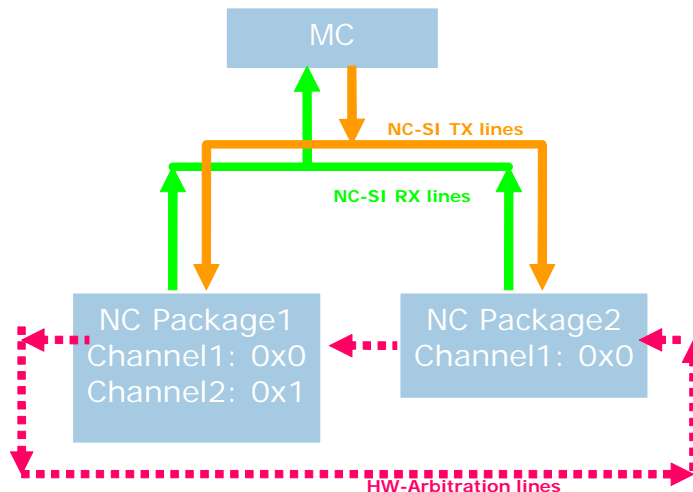 MC
NC-SI TX lines
NC-SI RX lines
NC Package1
Channel1: 0x0
Channel2: 0x1
NC Package2
Channel1: 0x0
HW-Arbitration lines